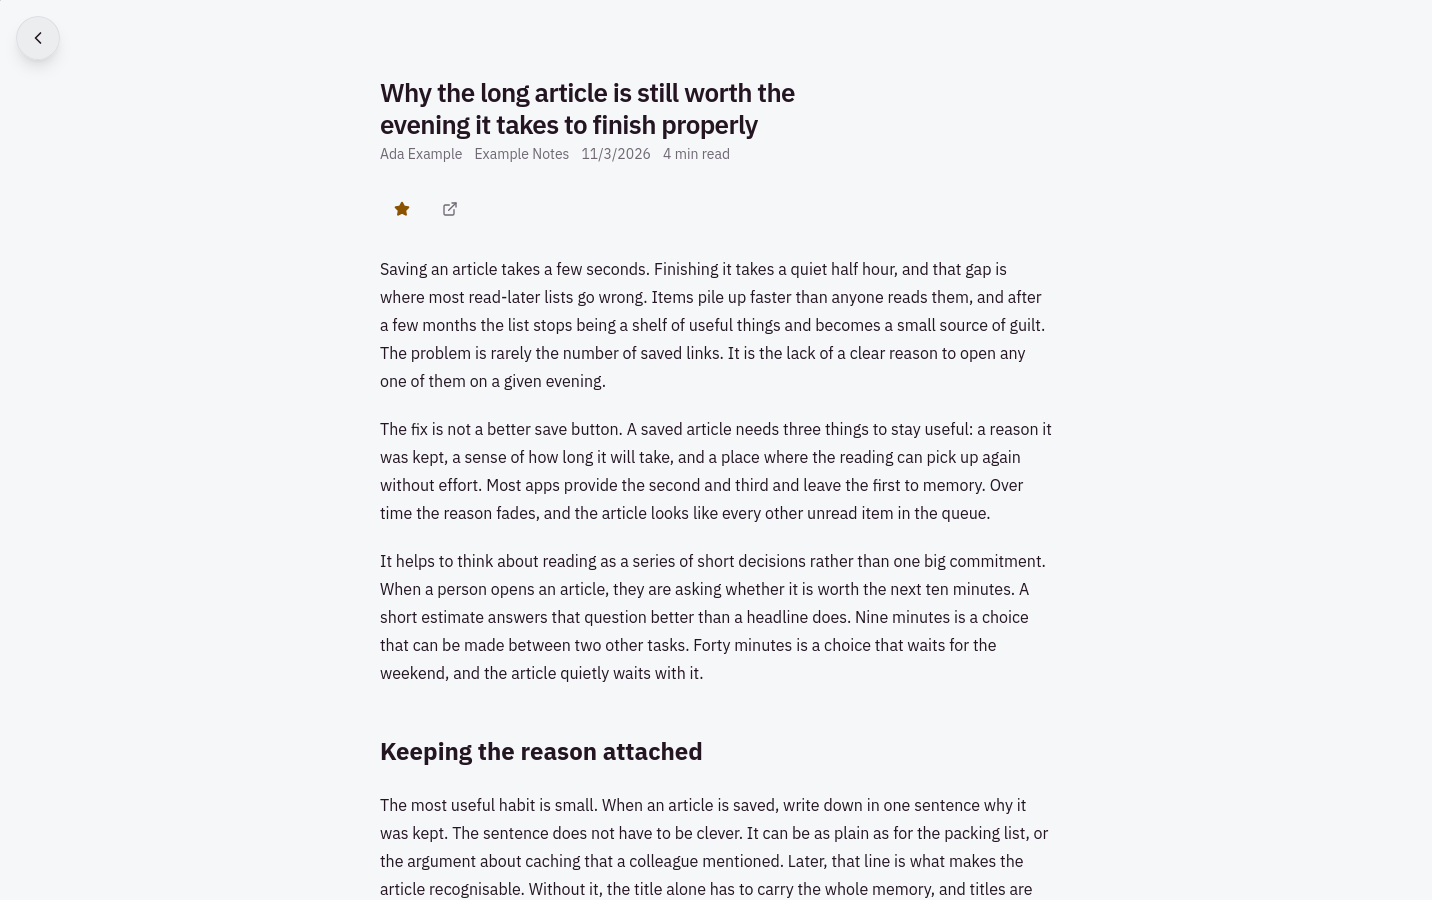 Why the long article is still worth the
evening it takes to finish properly
Ada Example Example Notes 11/3/2026 4 min read
Saving an article takes a few seconds. Finishing it takes a quiet half hour, and that gap is
where most read-later lists go wrong. Items pile up faster than anyone reads them, and after
a few months the list stops being a shelf of useful things and becomes a small source of guilt.
The problem is rarely the number of saved links. It is the lack of a clear reason to open any
one of them on a given evening.
The fix is not a better save button. A saved article needs three things to stay useful: a reason it
was kept, a sense of how long it will take, and a place where the reading can pick up again
without effort. Most apps provide the second and third and leave the first to memory. Over
time the reason fades, and the article looks like every other unread item in the queue.
It helps to think about reading as a series of short decisions rather than one big commitment.
When a person opens an article, they are asking whether it is worth the next ten minutes. A
short estimate answers that question better than a headline does. Nine minutes is a choice
that can be made between two other tasks. Forty minutes is a choice that waits for the
weekend, and the article quietly waits with it.
Keeping the reason attached
The most useful habit is small. When an article is saved, write down in one sentence why it
was kept. The sentence does not have to be clever. It can be as plain as for the packing list, or
the argument about caching that a colleague mentioned. Later, that line is what makes the
article recognisable. Without it, the title alone has to carry the whole memory, and titles are